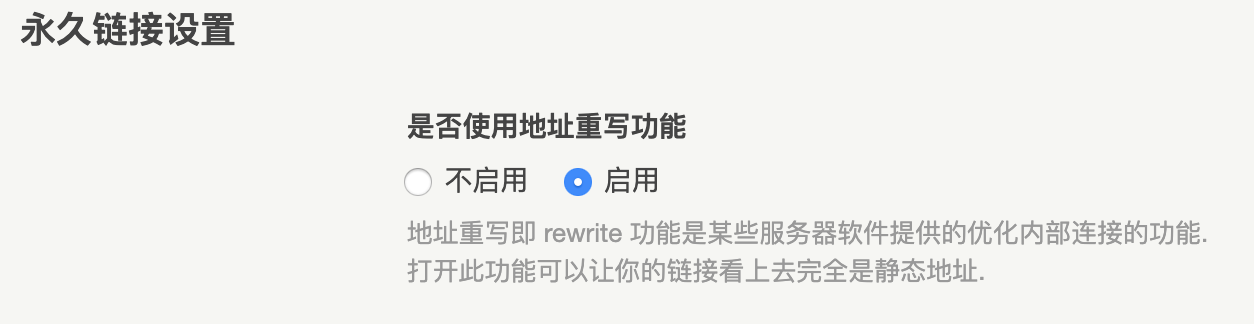 永久链接设置
是否使用地址重写功能
不启用 启用
地址重写即 rewrite 功能是某些服务器软件提供的优化内部连接的功能.
打开此功能可以让你的链接看上去完全是静态地址.